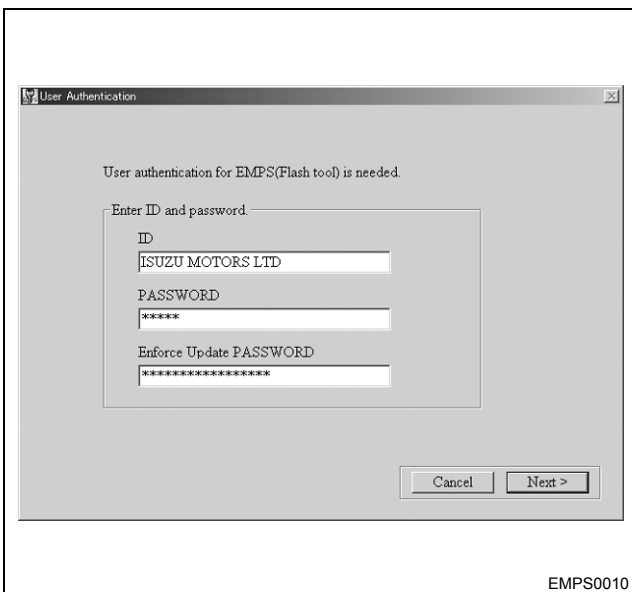 User Authentication
User authentication for EMPS(Flash tool) is needed.
Enter ID and password.
ID
ISUZU MOTORS LTD
PASSWORD
*****
Enforce Update PASSWORD
*****************
Cancel
Next >
EMPS0010